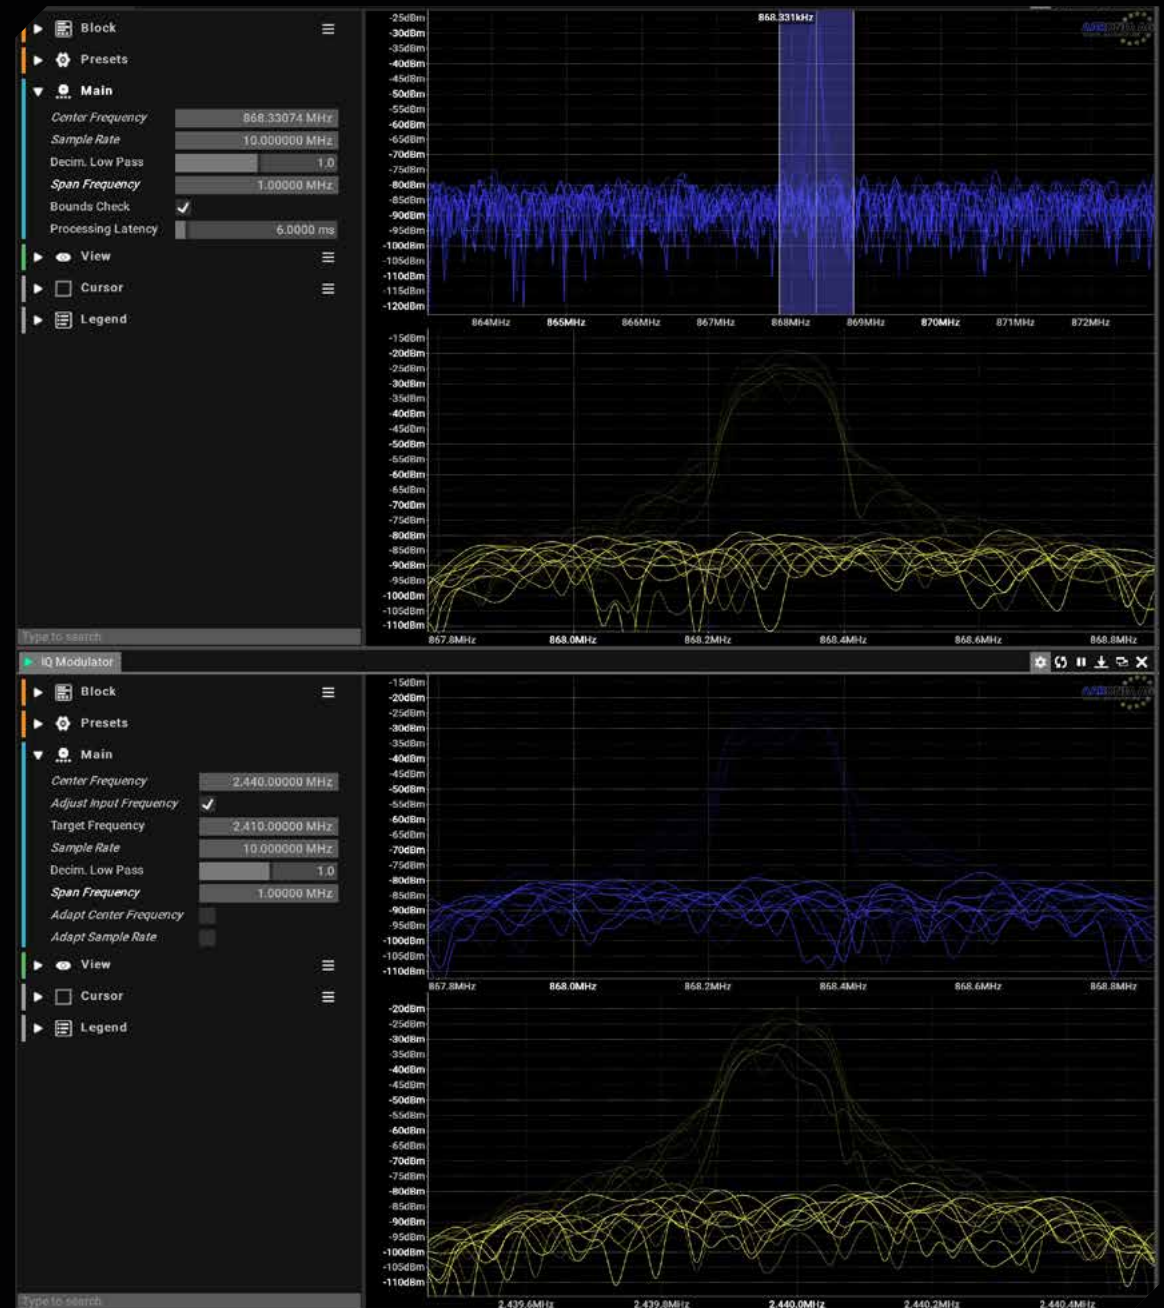 868.331kHz
Block
Presets
Main
Center Frequency 868.33074 MHz
Sample Rate 10.000000 MHz
Decim. Low Pass 1.0
Span Frequency 1.00000 MHz
Bounds Check
Processing Latency 6.0000 ms
View
Cursor
Legend
Type to search
-25dBm
-30dBm
-35dBm
-40dBm
-45dBm
-50dBm
-55dBm
-60dBm
-65dBm
-70dBm
-75dBm
-80dBm
-85dBm
-90dBm
-95dBm
-100dBm
-105dBm
-110dBm
-115dBm
-120dBm
864MHz 865MHz 866MHz 867MHz 868MHz 869MHz 870MHz 871MHz 872MHz
-15dBm
-20dBm
-25dBm
-30dBm
-35dBm
-40dBm
-45dBm
-50dBm
-55dBm
-60dBm
-65dBm
-70dBm
-75dBm
-80dBm
-85dBm
-90dBm
-95dBm
-100dBm
-105dBm
-110dBm
867.8MHz 868.0MHz 868.2MHz 868.4MHz 868.6MHz 868.8MHz
IQ Modulator
Block
Presets
Main
Center Frequency 2.440.00000 MHz
Adjust Input Frequency
Target Frequency 2.410.00000 MHz
Sample Rate 10.000000 MHz
Decim. Low Pass 1.0
Span Frequency 1.00000 MHz
Adapt Center Frequency
Adapt Sample Rate
View
Cursor
Legend
Type to search
-15dBm
-20dBm
-25dBm
-30dBm
-35dBm
-40dBm
-45dBm
-50dBm
-55dBm
-60dBm
-65dBm
-70dBm
-75dBm
-80dBm
-85dBm
-90dBm
-95dBm
-100dBm
-105dBm
-110dBm
867.8MHz 868.0MHz 868.2MHz 868.4MHz 868.6MHz 868.8MHz
-20dBm
-25dBm
-30dBm
-35dBm
-40dBm
-45dBm
-50dBm
-55dBm
-60dBm
-65dBm
-70dBm
-75dBm
-80dBm
-85dBm
-90dBm
-95dBm
-100dBm
-105dBm
-110dBm
2.439.6MHz 2.439.8MHz 2.440.0MHz 2.440.2MHz 2.440.4MHz